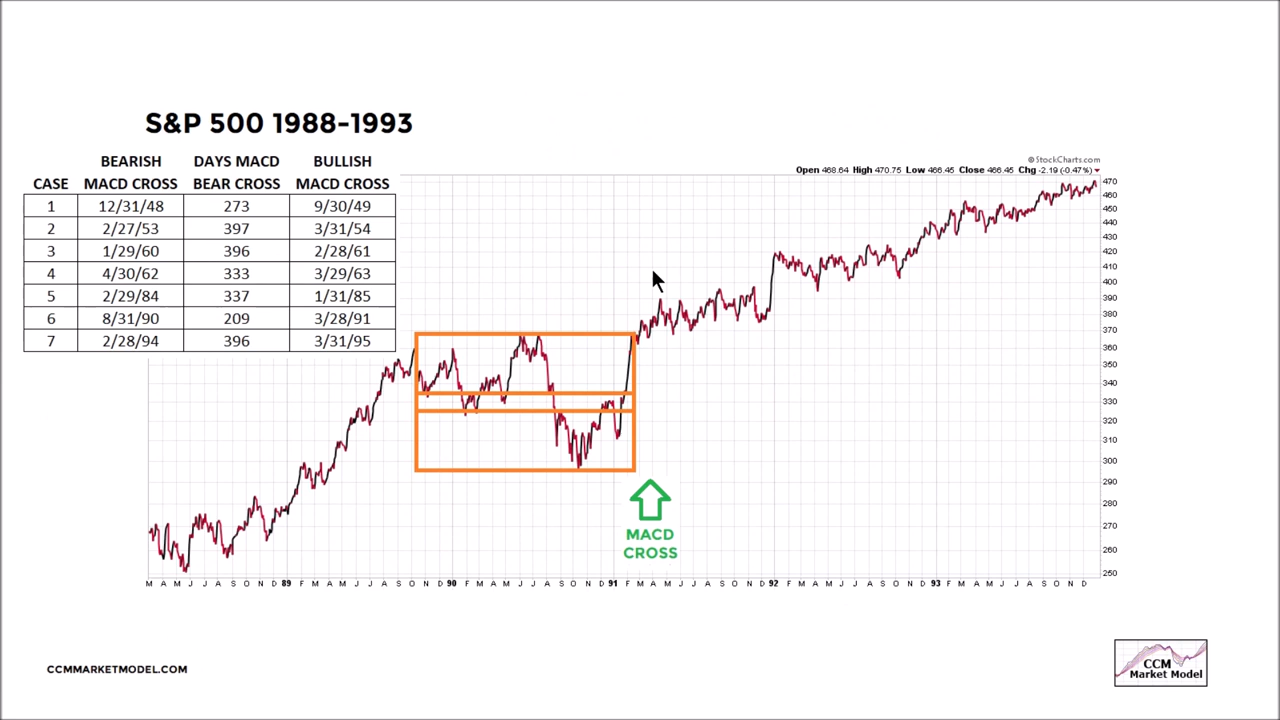 S&P 500 1988-1993
BEARISH DAYS MACD BULLISH
CASE MACD CROSS BEAR CROSS MACD CROSS
1 12/31/48 273 9/30/49
2 2/27/53 397 3/31/54
3 1/29/60 396 2/28/61
4 4/30/62 333 3/29/63
5 2/29/84 337 1/31/85
6 8/31/90 209 3/28/91
7 2/28/94 396 3/31/95
© StockCharts.com
Open 468.64 High 470.75 Low 466.45 Close 466.45 Chg -2.19 (-0.47%)
470
460
450
440
430
420
410
400
390
380
370
360
350
340
330
320
310
300
290
280
270
260
250
MACD
CROSS
M A M J J A S O N D 89 F M A M J J A S O N D 90 F M A M J J A S O N D 91 F M A M J J A S O N D 92 F M A M J J A S O N D 93 F M A M J J A S O N D
CCMMARKETMODEL.COM
CCM
Market Model